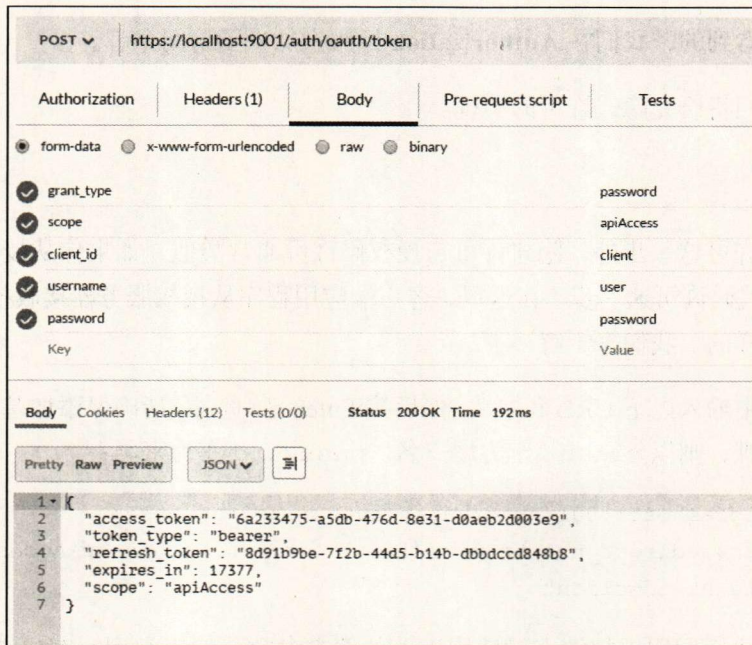 POST https://localhost:9001/auth/oauth/token
Authorization Headers (1) Body Pre-request script Tests
form-data x-www-form-urlencoded raw binary
grant_type password
scope apiAccess
client_id client
username user
password password
Key Value
Body Cookies Headers (12) Tests (0/0) Status 200 OK Time 192 ms
Pretty Raw Preview JSON
1 {
2 "access_token": "6a233475-a5db-476d-8e31-d0aeb2d003e9",
3 "token_type": "bearer",
4 "refresh_token": "8d91b9be-7f2b-44d5-b14b-dbbdccd848b8",
5 "expires_in": 17377,
6 "scope": "apiAccess"
7 }